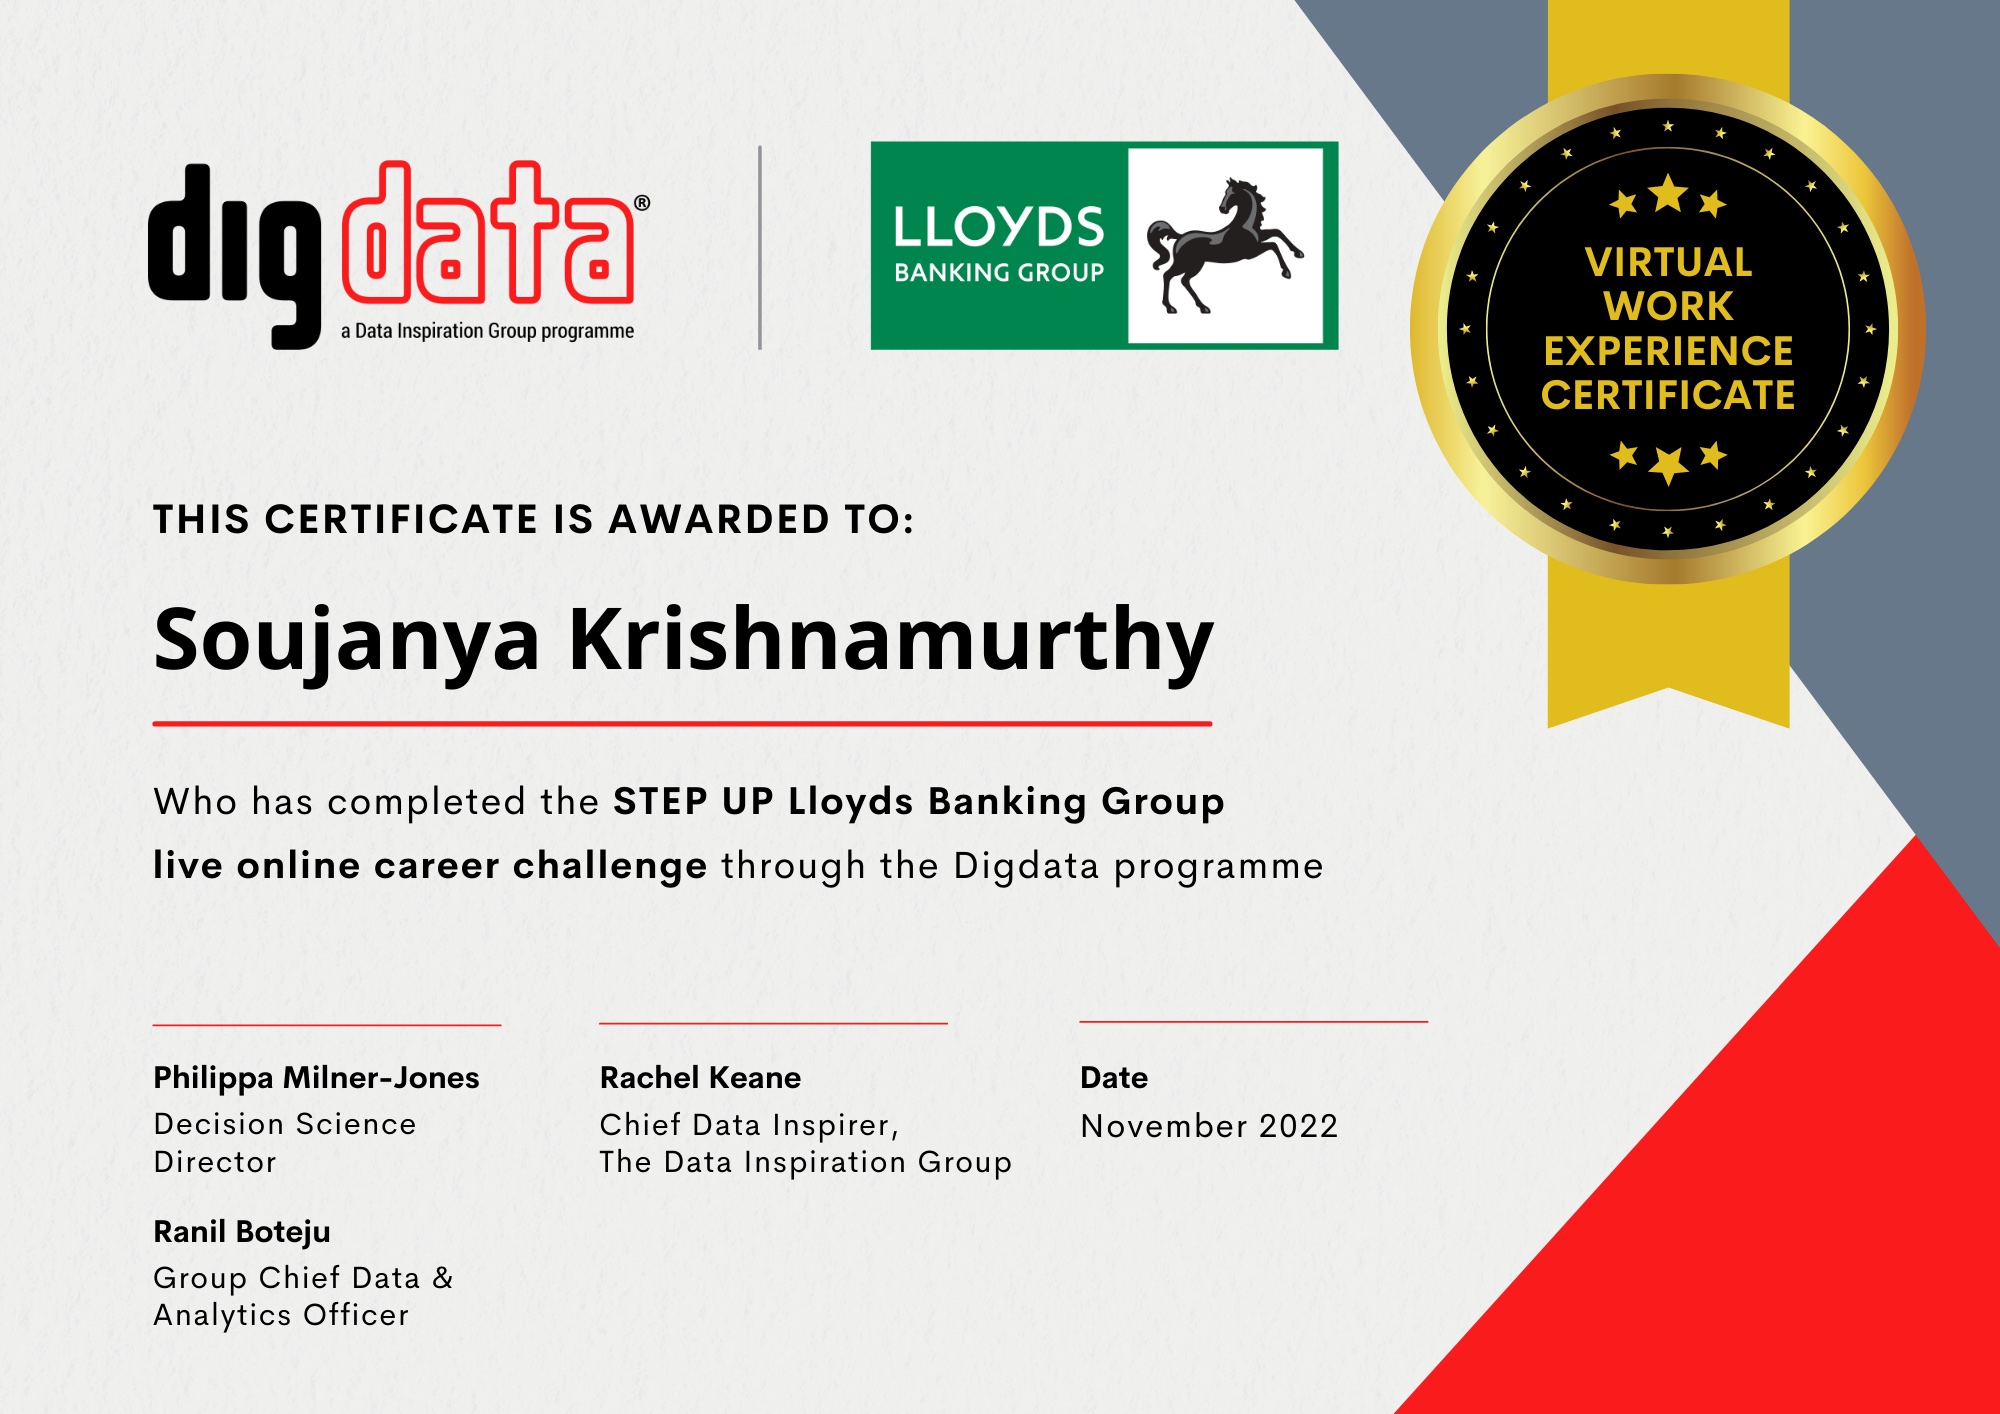 digdata®
a Data Inspiration Group programme
LLOYDS
BANKING GROUP
VIRTUAL
WORK
EXPERIENCE
CERTIFICATE
THIS CERTIFICATE IS AWARDED TO:
Soujanya Krishnamurthy
Who has completed the STEP UP Lloyds Banking Group
live online career challenge through the Digdata programme
Philippa Milner-Jones
Decision Science
Director
Ranil Boteju
Group Chief Data &
Analytics Officer
Rachel Keane
Chief Data Inspirer,
The Data Inspiration Group
Date
November 2022